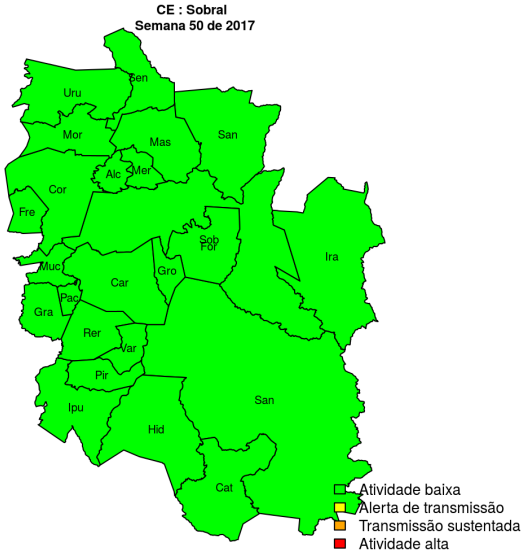 CE : Sobral
Semana 50 de 2017
Sen
Uru
Mor
Mas
San
Alc
Mer
Cor
Fre
Sob
For
Ira
Muc
Gro
Car
Pac
Gra
Rer
Var
Pir
San
Ipu
Hid
Cat
Atividade baixa
Alerta de transmissão
Transmissão sustentada
Atividade alta